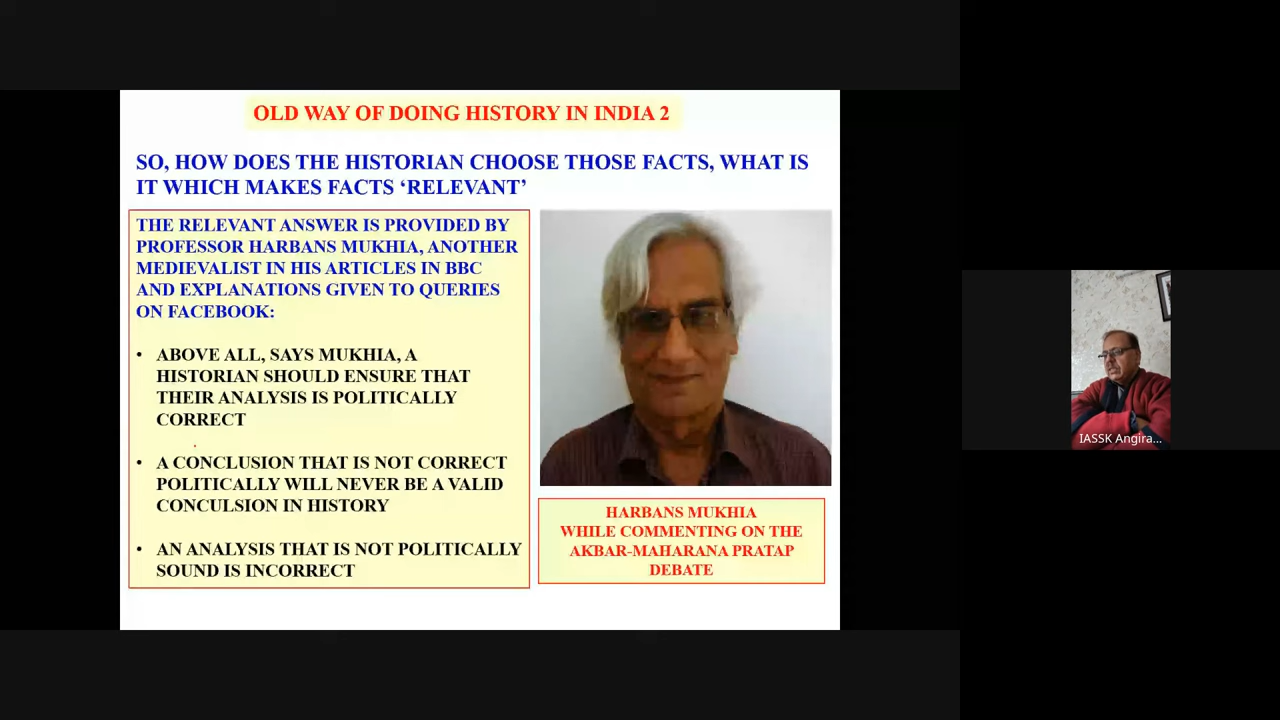 OLD WAY OF DOING HISTORY IN INDIA 2
SO, HOW DOES THE HISTORIAN CHOOSE THOSE FACTS, WHAT IS
IT WHICH MAKES FACTS ‘RELEVANT’
THE RELEVANT ANSWER IS PROVIDED BY
PROFESSOR HARBANS MUKHIA, ANOTHER
MEDIEVALIST IN HIS ARTICLES IN BBC
AND EXPLANATIONS GIVEN TO QUERIES
ON FACEBOOK:
• ABOVE ALL, SAYS MUKHIA, A
HISTORIAN SHOULD ENSURE THAT
THEIR ANALYSIS IS POLITICALLY
CORRECT
• A CONCLUSION THAT IS NOT CORRECT
POLITICALLY WILL NEVER BE A VALID
CONCULSION IN HISTORY
• AN ANALYSIS THAT IS NOT POLITICALLY
SOUND IS INCORRECT
HARBANS MUKHIA
WHILE COMMENTING ON THE
AKBAR-MAHARANA PRATAP
DEBATE
IASSK Angira...